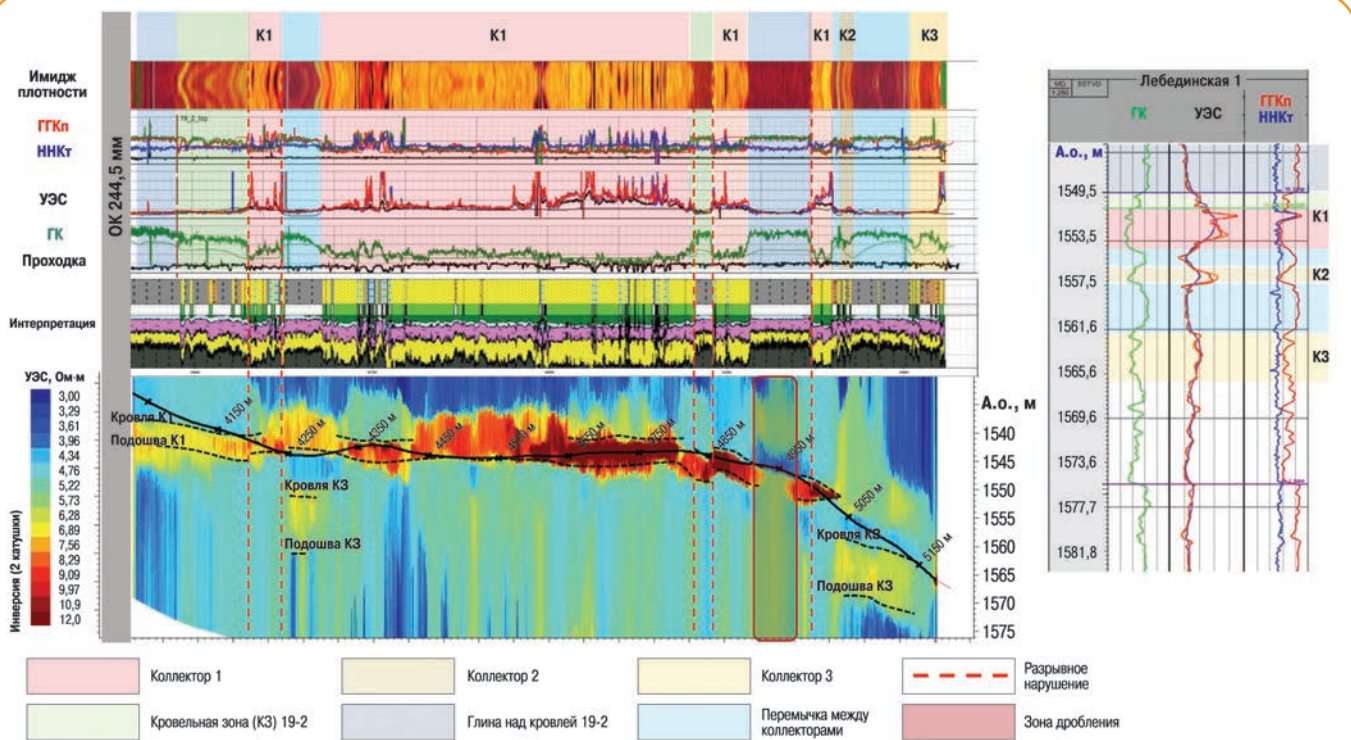 К1
К1
К1
К1
К2
К3
Имидж
плотности
ГГКп
ННКт
УЭС
ГК
Проходка
Интерпретация
ОК 244,5 мм
УЭС, Ом·м
3,00
3,29
3,61
3,96
4,34
4,76
5,22
5,73
6,28
6,89
7,56
8,29
9,09
9,97
10,9
12,0
Инверсия (2 катушки)
Кровля К1
Подошва К1
Кровля К3
Подошва К3
Кровля К3
Подошва К3
4150 м
4250 м
4350 м
4450 м
4850 м
5050 м
5150 м
А.о., м
1540
1545
1550
1555
1560
1565
1570
1575
Лебединская 1
MD
SSTVD
ГК
УЭС
ГГКп
ННКт
А.о., м
1549,5
1553,5
1557,5
1561,6
1565,6
1569,6
1573,6
1577,7
1581,8
К1
К2
К3
Коллектор 1
Коллектор 2
Коллектор 3
Разрывное
нарушение
Кровельная зона (КЗ) 19-2
Глина над кровлей 19-2
Перемычка между
коллекторами
Зона дробления